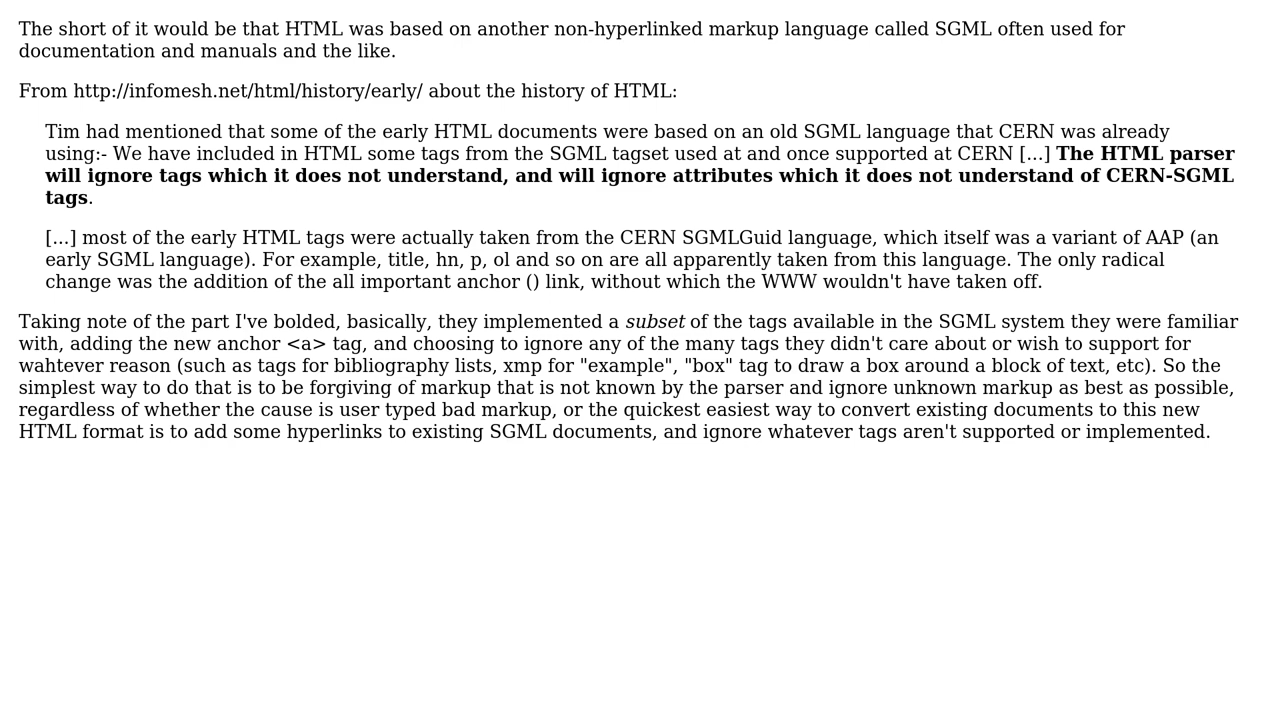 The short of it would be that HTML was based on another non-hyperlinked markup language called SGML often used for
documentation and manuals and the like.
From http://infomesh.net/html/history/early/ about the history of HTML:
Tim had mentioned that some of the early HTML documents were based on an old SGML language that CERN was already
using:- We have included in HTML some tags from the SGML tagset used at and once supported at CERN [...] The HTML parser
will ignore tags which it does not understand, and will ignore attributes which it does not understand of CERN-SGML
tags.
[...] most of the early HTML tags were actually taken from the CERN SGMLGuid language, which itself was a variant of AAP (an
early SGML language). For example, title, hn, p, ol and so on are all apparently taken from this language. The only radical
change was the addition of the all important anchor () link, without which the WWW wouldn't have taken off.
Taking note of the part I've bolded, basically, they implemented a subset of the tags available in the SGML system they were familiar
with, adding the new anchor <a> tag, and choosing to ignore any of the many tags they didn't care about or wish to support for
wahtever reason (such as tags for bibliography lists, xmp for "example", "box" tag to draw a box around a block of text, etc). So the
simplest way to do that is to be forgiving of markup that is not known by the parser and ignore unknown markup as best as possible,
regardless of whether the cause is user typed bad markup, or the quickest easiest way to convert existing documents to this new
HTML format is to add some hyperlinks to existing SGML documents, and ignore whatever tags aren't supported or implemented.